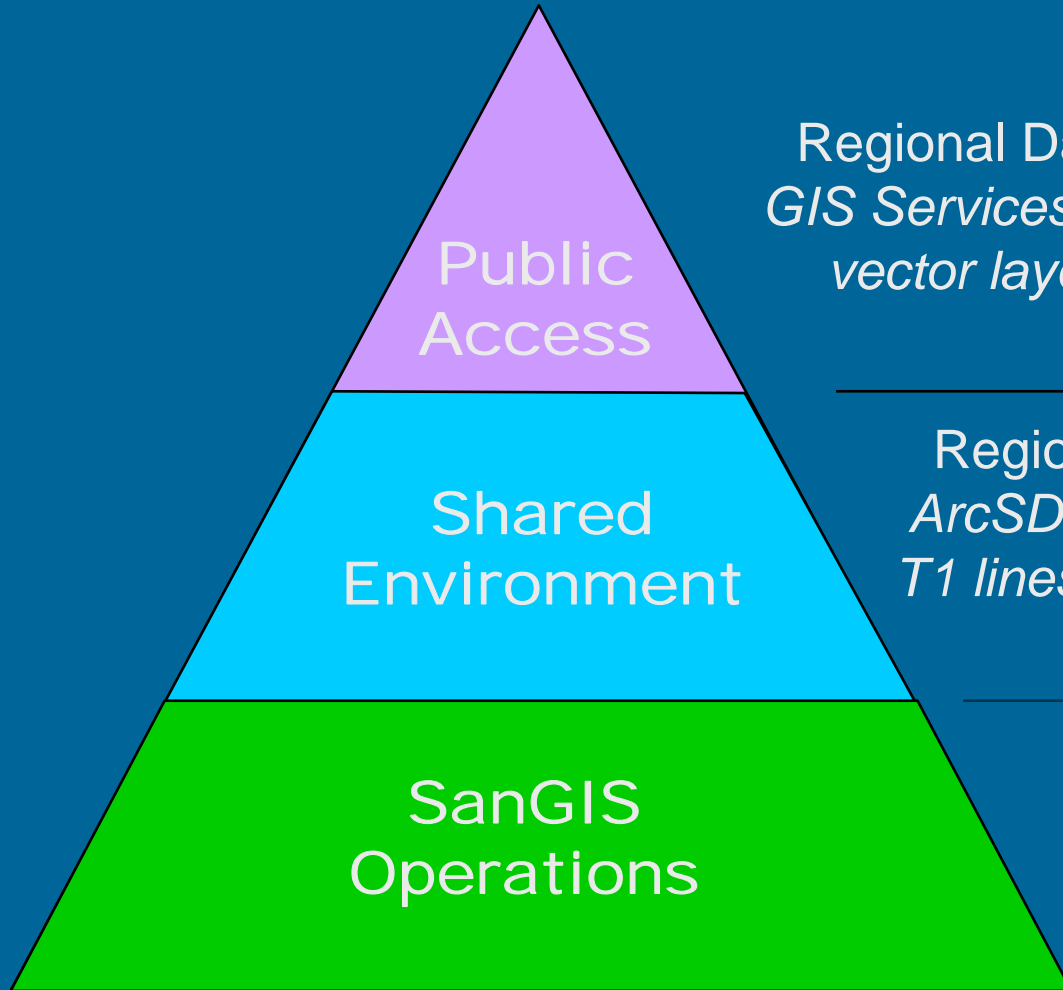 Public
Access
Regional Da
GIS Services
vector lay
Shared
Environment
Regio
ArcSD
T1 lines
SanGIS
Operations